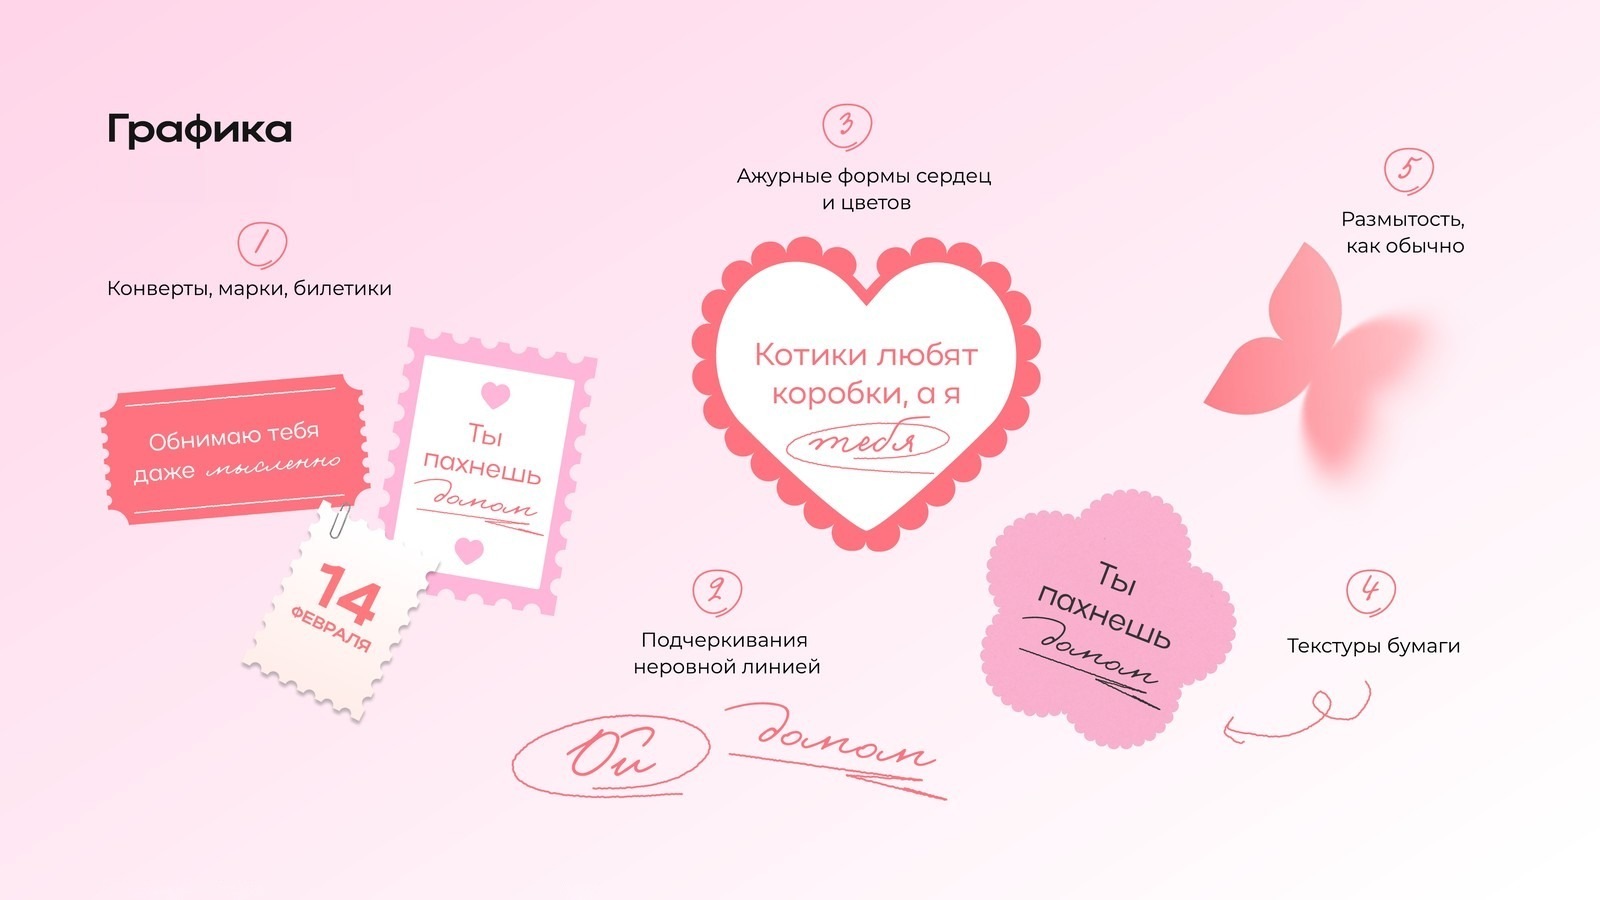 Графика
1
Конверты, марки, билетики
Обнимаю тебя
даже мысленно
Ты
пахнешь
домом
14
ФЕВРАЛЯ
2
Подчеркивания
неровной линией
Ой
домом
3
Ажурные формы сердец
и цветов
Котики любят
коробки, а я
тебя
4
Текстуры бумаги
Ты
пахнешь
домом
5
Размытость,
как обычно